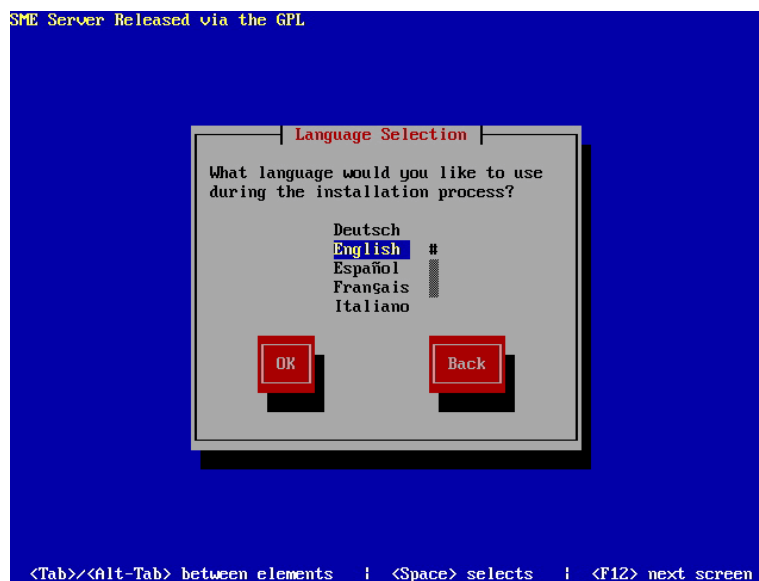 SME Server Released via the GPL
Language Selection
What language would you like to use
during the installation process?
Deutsch
English #
Español
Français
Italiano
OK Back
<Tab>/<Alt-Tab> between elements | <Space> selects | <F12> next screen